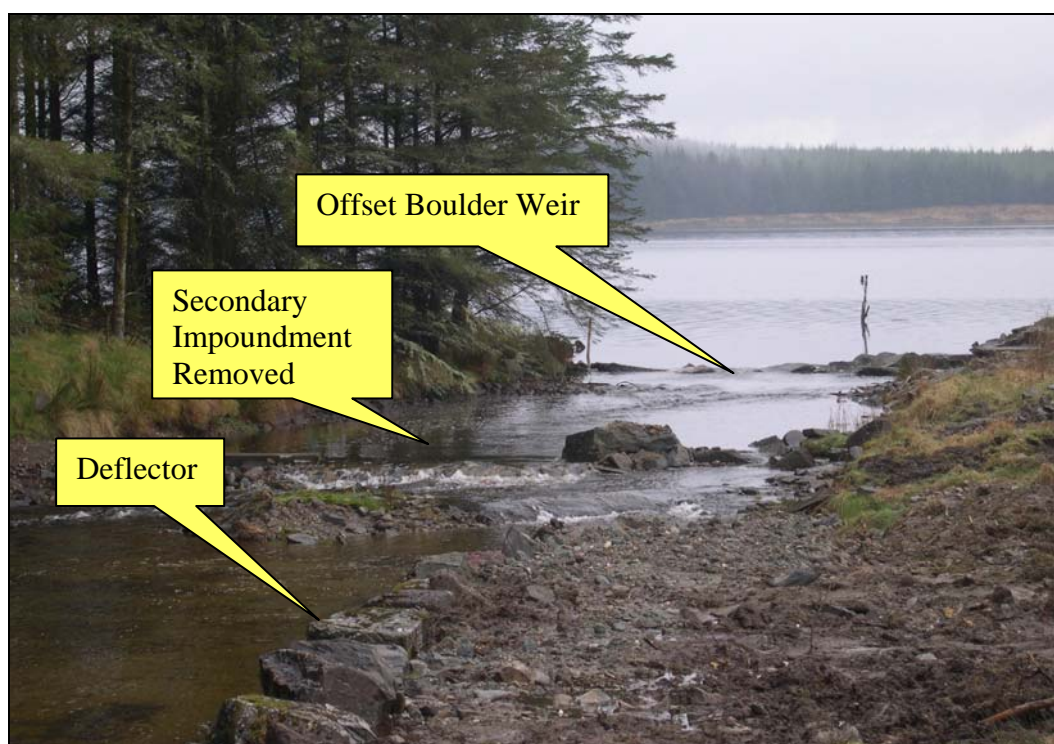 Offset Boulder Weir
Secondary
Impoundment
Removed
Deflector